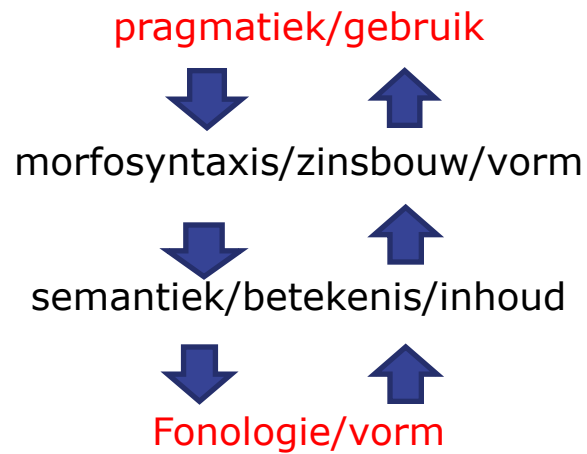 pragmatiek/gebruik
morfosyntaxis/zinsbouw/vorm
semantiek/betekenis/inhoud
Fonologie/vorm